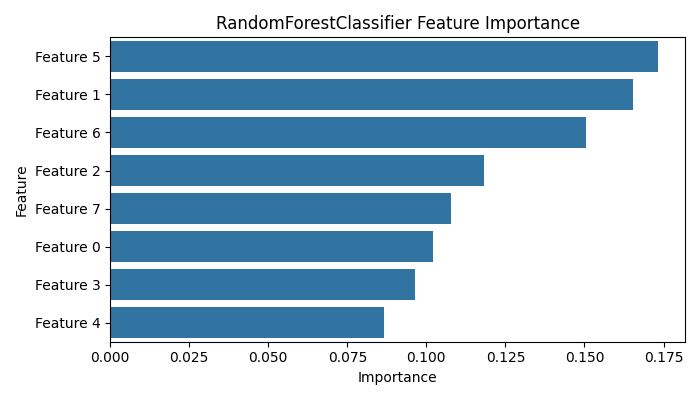 RandomForestClassifier Feature Importance
Feature 5
Feature 1
Feature 6
Feature 2
Feature 7
Feature 0
Feature 3
Feature 4
Feature
0.000 0.025 0.050 0.075 0.100 0.125 0.150 0.175
Importance